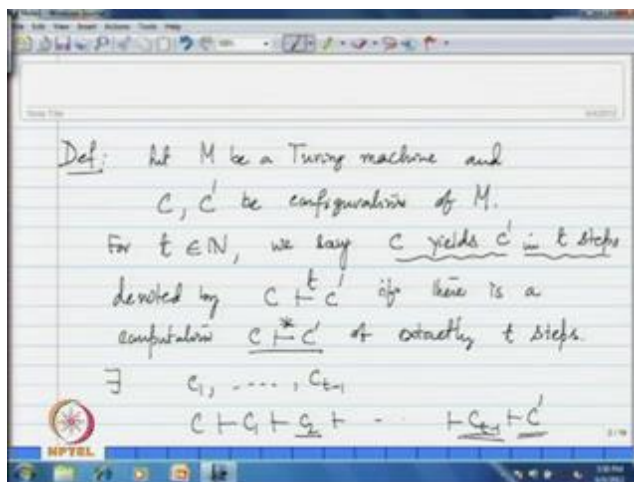 Def: Let M be a Turing machine and
C, C' be configurations of M.
For t ∈ ℕ, we say C yields C' in t steps
denoted by C ⊢ᵗ C' if there is a
computation C ⊢* C' of exactly t steps.
∃ C₁, ....., Cₜ₋₁
C ⊢ C₁ ⊢ C₂ ⊢ .. ⊢ Cₜ₋₁ ⊢ C'
NPTEL